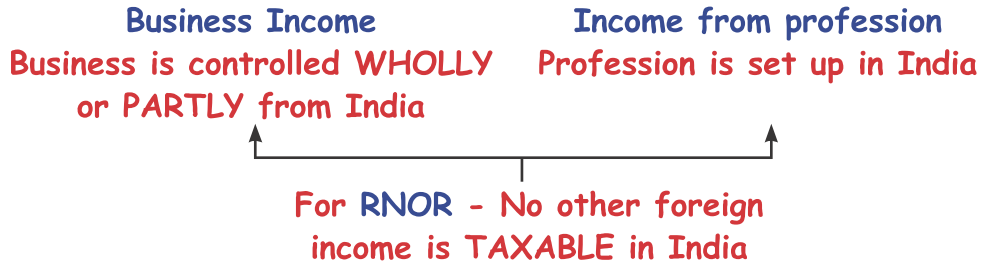 Business Income
Business is controlled WHOLLY
or PARTLY from India
Income from profession
Profession is set up in India
For RNOR - No other foreign
income is TAXABLE in India